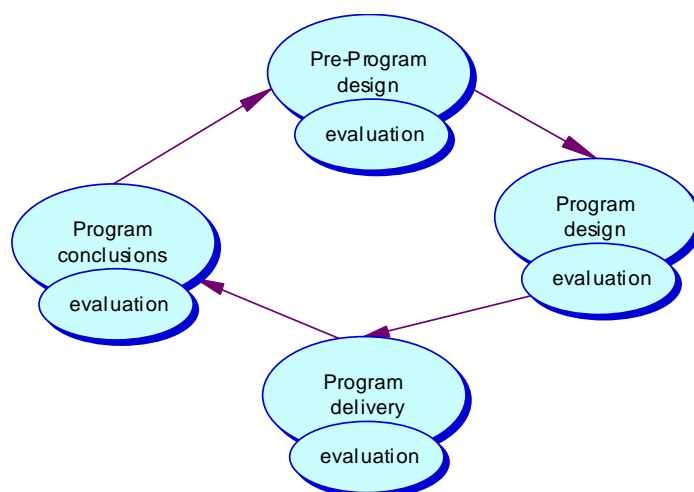 Pre-Program
design
evaluation
Program
design
evaluation
Program
delivery
evaluation
Program
conclusions
evaluation